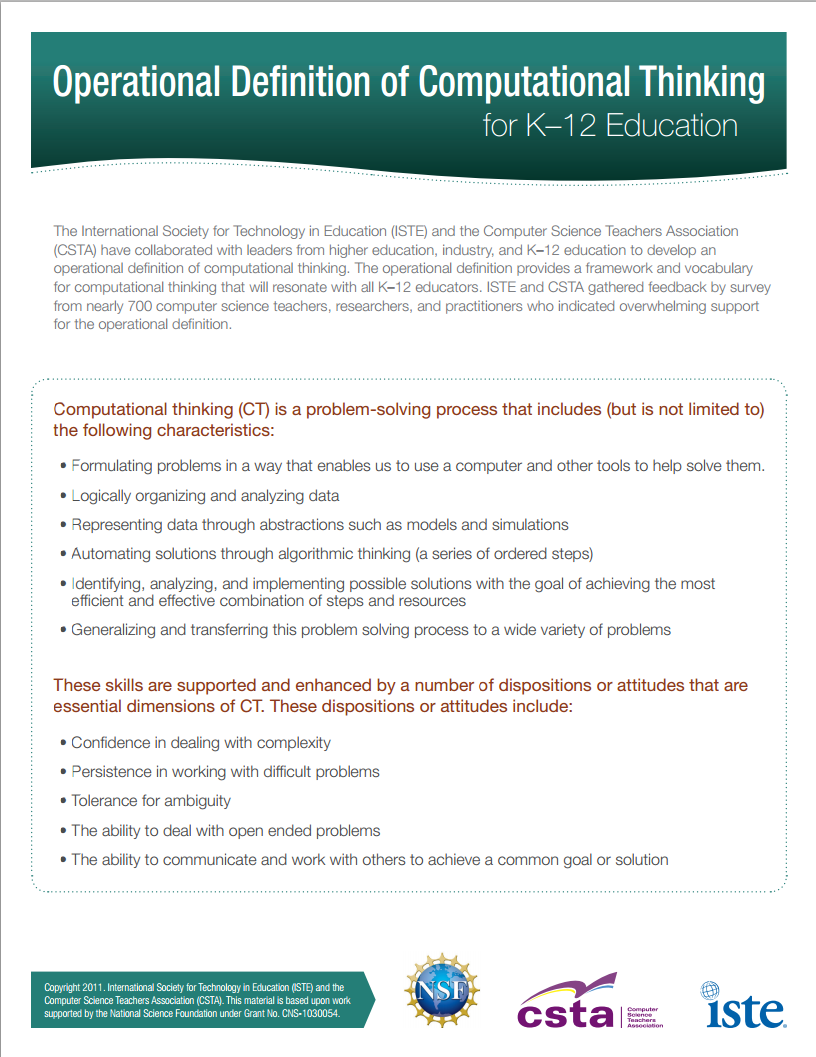 Operational Definition of Computational Thinking
for K–12 Education
The International Society for Technology in Education (ISTE) and the Computer Science Teachers Association
(CSTA) have collaborated with leaders from higher education, industry, and K–12 education to develop an
operational definition of computational thinking. The operational definition provides a framework and vocabulary
for computational thinking that will resonate with all K–12 educators. ISTE and CSTA gathered feedback by survey
from nearly 700 computer science teachers, researchers, and practitioners who indicated overwhelming support
for the operational definition.
Computational thinking (CT) is a problem-solving process that includes (but is not limited to)
the following characteristics:
• Formulating problems in a way that enables us to use a computer and other tools to help solve them.
• Logically organizing and analyzing data
• Representing data through abstractions such as models and simulations
• Automating solutions through algorithmic thinking (a series of ordered steps)
• Identifying, analyzing, and implementing possible solutions with the goal of achieving the most
efficient and effective combination of steps and resources
• Generalizing and transferring this problem solving process to a wide variety of problems
These skills are supported and enhanced by a number of dispositions or attitudes that are
essential dimensions of CT. These dispositions or attitudes include:
• Confidence in dealing with complexity
• Persistence in working with difficult problems
• Tolerance for ambiguity
• The ability to deal with open ended problems
• The ability to communicate and work with others to achieve a common goal or solution
Copyright 2011. International Society for Technology in Education (ISTE) and the
Computer Science Teachers Association (CSTA). This material is based upon work
supported by the National Science Foundation under Grant No. CNS-1030054.
NSF
csta
Computer
Science
Teachers
Association
iste.